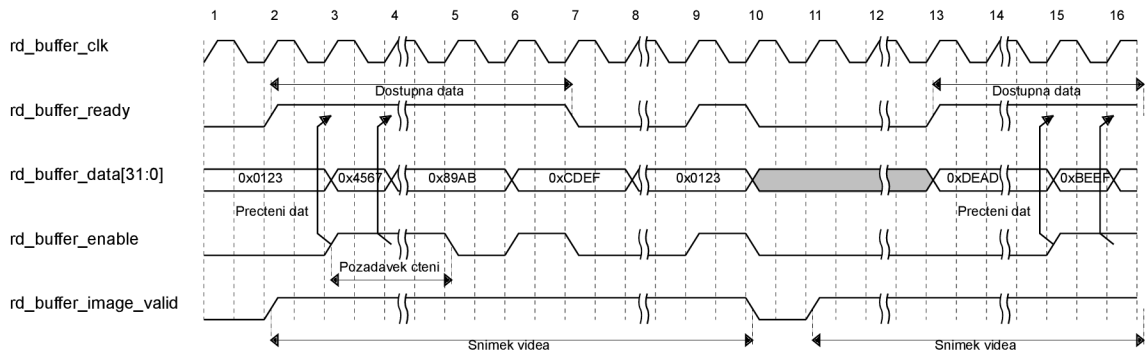 1 2 3 4 5 6 7 8 9 10 11 12 13 14 15 16
rd_buffer_clk
Dostupna data Dostupna data
rd_buffer_ready
rd_buffer_data[31:0] 0x0123 0x4567 0x89AB 0xCDEF 0x0123 0xDEAD 0xBEEF
Precteni dat Precteni dat
rd_buffer_enable
Pozadavek cteni
rd_buffer_image_valid
Snimek videa Snimek videa